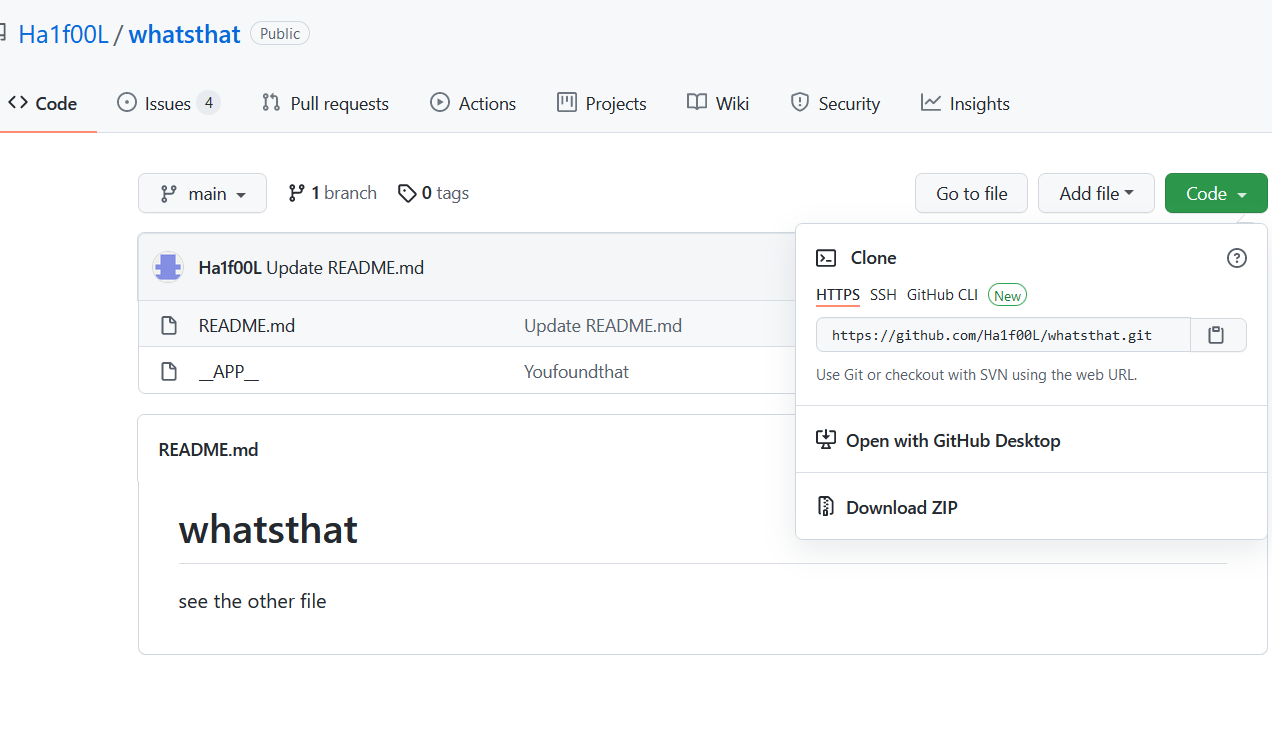 Ha1f00L / whatsthat Public
Code Issues 4 Pull requests Actions Projects Wiki Security Insights
main 1 branch 0 tags Go to file Add file Code
Ha1f00L Update README.md
README.md Update README.md
__APP__ Youfoundthat
Clone
HTTPS SSH GitHub CLI New
https://github.com/Ha1f00L/whatsthat.git
Use Git or checkout with SVN using the web URL.
Open with GitHub Desktop
Download ZIP
README.md
whatsthat
see the other file